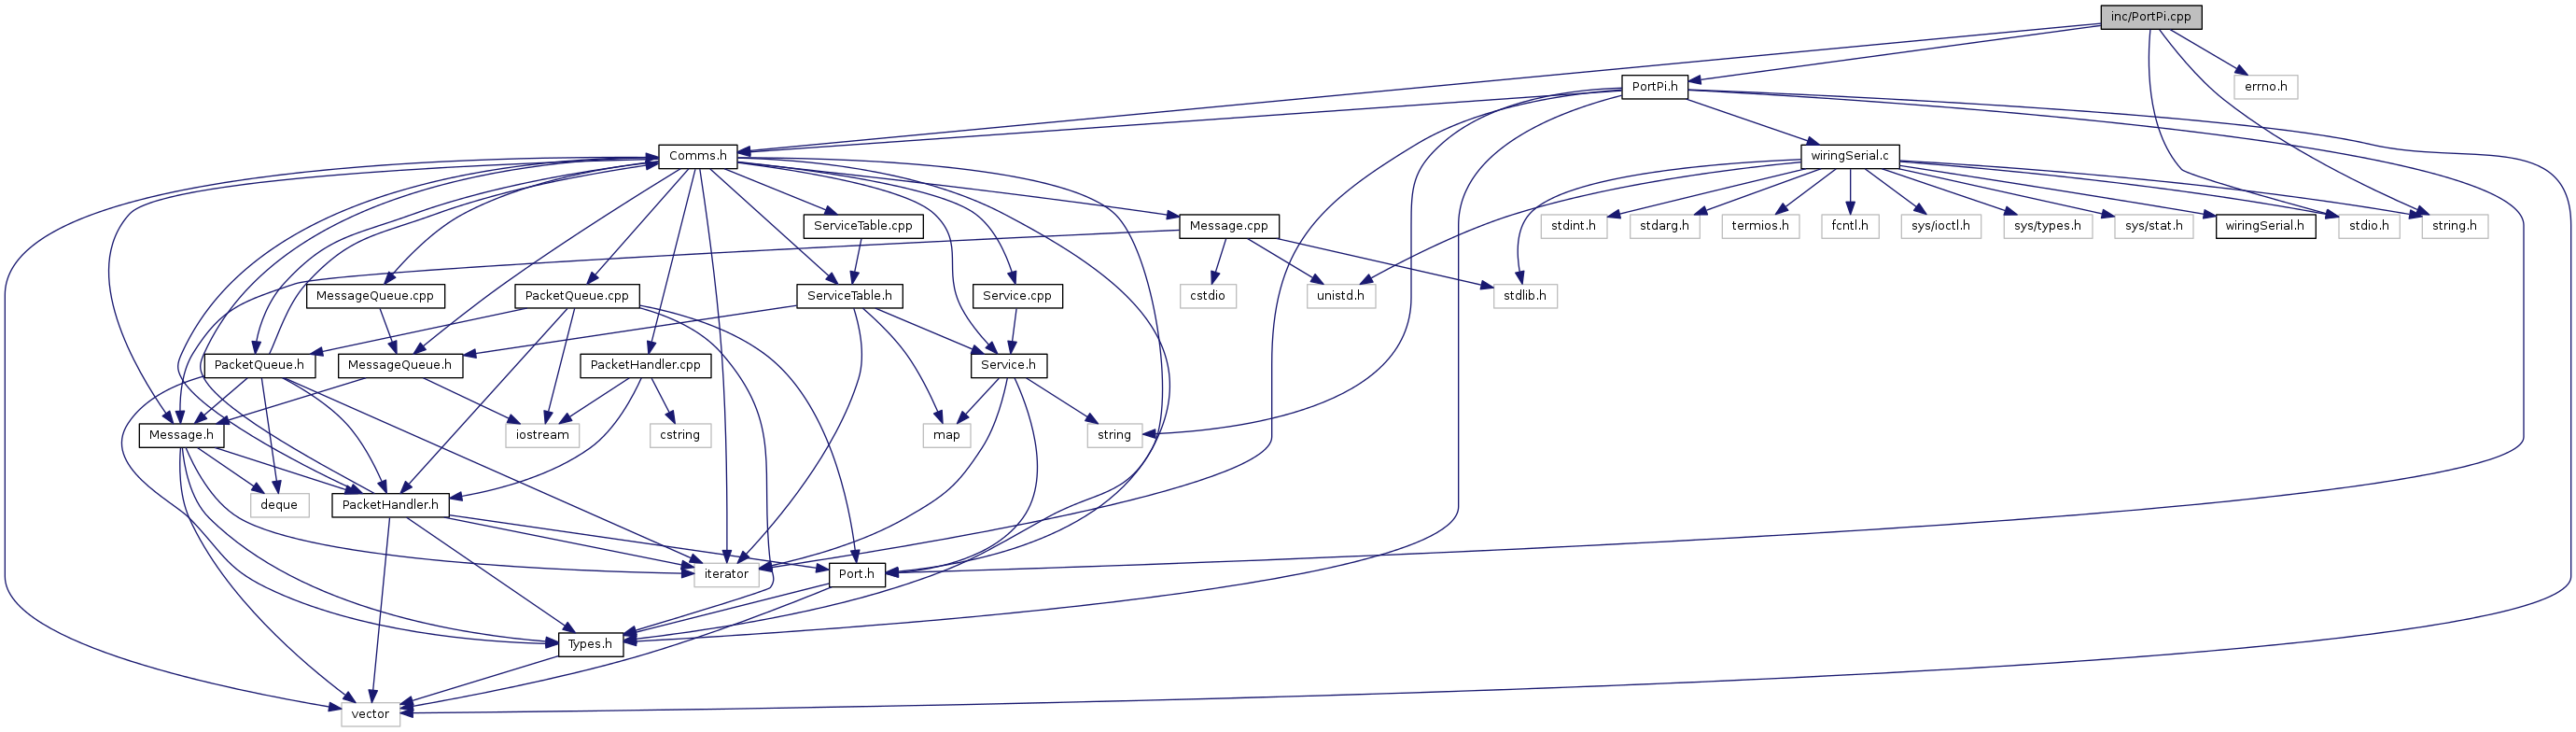 inc/PortPi.cpp
PortPi.h
errno.h
Comms.h
wiringSerial.c
ServiceTable.cpp
Message.cpp
stdint.h
stdarg.h
termios.h
fcntl.h
sys/ioctl.h
sys/types.h
sys/stat.h
wiringSerial.h
stdio.h
string.h
MessageQueue.cpp
PacketQueue.cpp
ServiceTable.h
Service.cpp
cstdio
unistd.h
stdlib.h
PacketQueue.h
MessageQueue.h
PacketHandler.cpp
Service.h
Message.h
iostream
cstring
map
string
deque
PacketHandler.h
iterator
Port.h
Types.h
vector